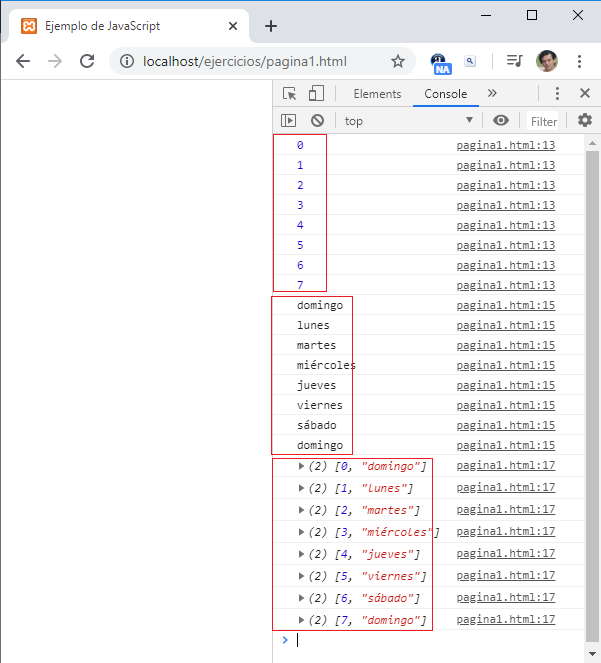 Ejemplo de JavaScript
localhost/ejercicios/pagina1.html
NA
Elements Console
top Filter
0 pagina1.html:13
1 pagina1.html:13
2 pagina1.html:13
3 pagina1.html:13
4 pagina1.html:13
5 pagina1.html:13
6 pagina1.html:13
7 pagina1.html:13
domingo pagina1.html:15
lunes pagina1.html:15
martes pagina1.html:15
miércoles pagina1.html:15
jueves pagina1.html:15
viernes pagina1.html:15
sábado pagina1.html:15
domingo pagina1.html:15
(2) [0, "domingo"] pagina1.html:17
(2) [1, "lunes"] pagina1.html:17
(2) [2, "martes"] pagina1.html:17
(2) [3, "miércoles"] pagina1.html:17
(2) [4, "jueves"] pagina1.html:17
(2) [5, "viernes"] pagina1.html:17
(2) [6, "sábado"] pagina1.html:17
(2) [7, "domingo"] pagina1.html:17